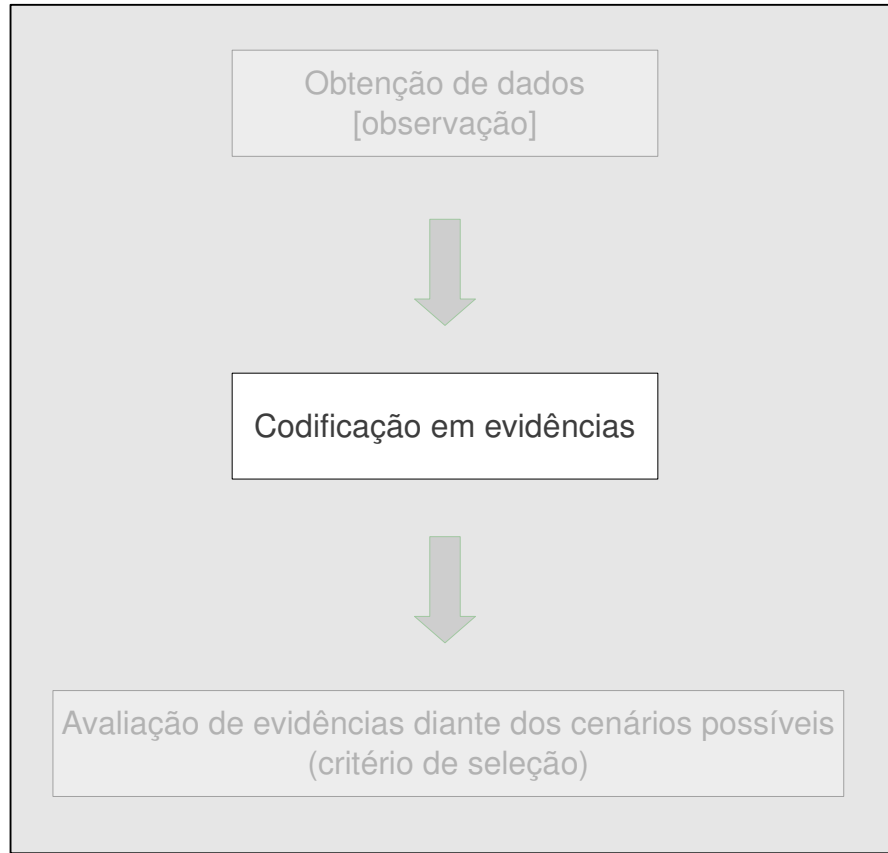 Obtenção de dados
[observação]
Codificação em evidências
Avaliação de evidências diante dos cenários possíveis
(critério de seleção)